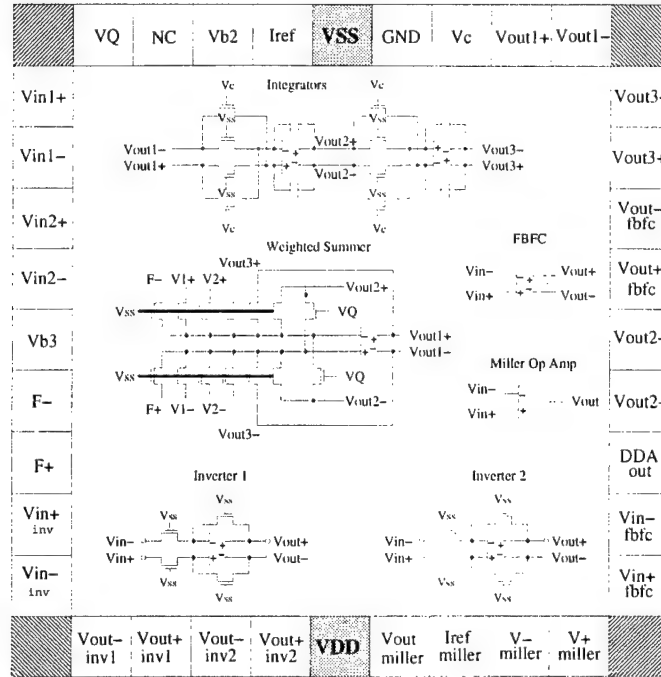 VQ NC Vb2 Iref VSS GND Vc Vout1+ Vout1-
Vin1+
Vin1-
Vin2+
Vin2-
Vb3
F-
F+
Vin+
inv
Vin-
inv
Vc Integrators Vc
Vss Vss
Vout1- Vout2+ Vout3-
Vout1+ Vout2- Vout3+
Vc Vc
Weighted Summer
Vout3+
F- V1+ V2+ Vout2+
Vss VQ
Vout1+
Vout1-
Vss VQ
F+ V1- V2- Vout2-
Vout3-
FBFC
Vin- Vout+
Vin+ Vout-
Miller Op Amp
Vin-
Vout
Vin+
Inverter 1
Vss Vss
Vin- Vout+
Vin+ Vout-
Vss Vss
Inverter 2
Vss Vss
Vin- Vout+
Vin+ Vout-
Vss Vss
Vout3-
Vout3+
Vout-
fbfc
Vout+
fbfc
Vout2-
Vout2-
DDA
out
Vin-
fbfc
Vin+
fbfc
Vout- Vout+ Vout- Vout+ VDD Vout Iref V- V+
inv1 inv1 inv2 inv2 miller miller miller miller